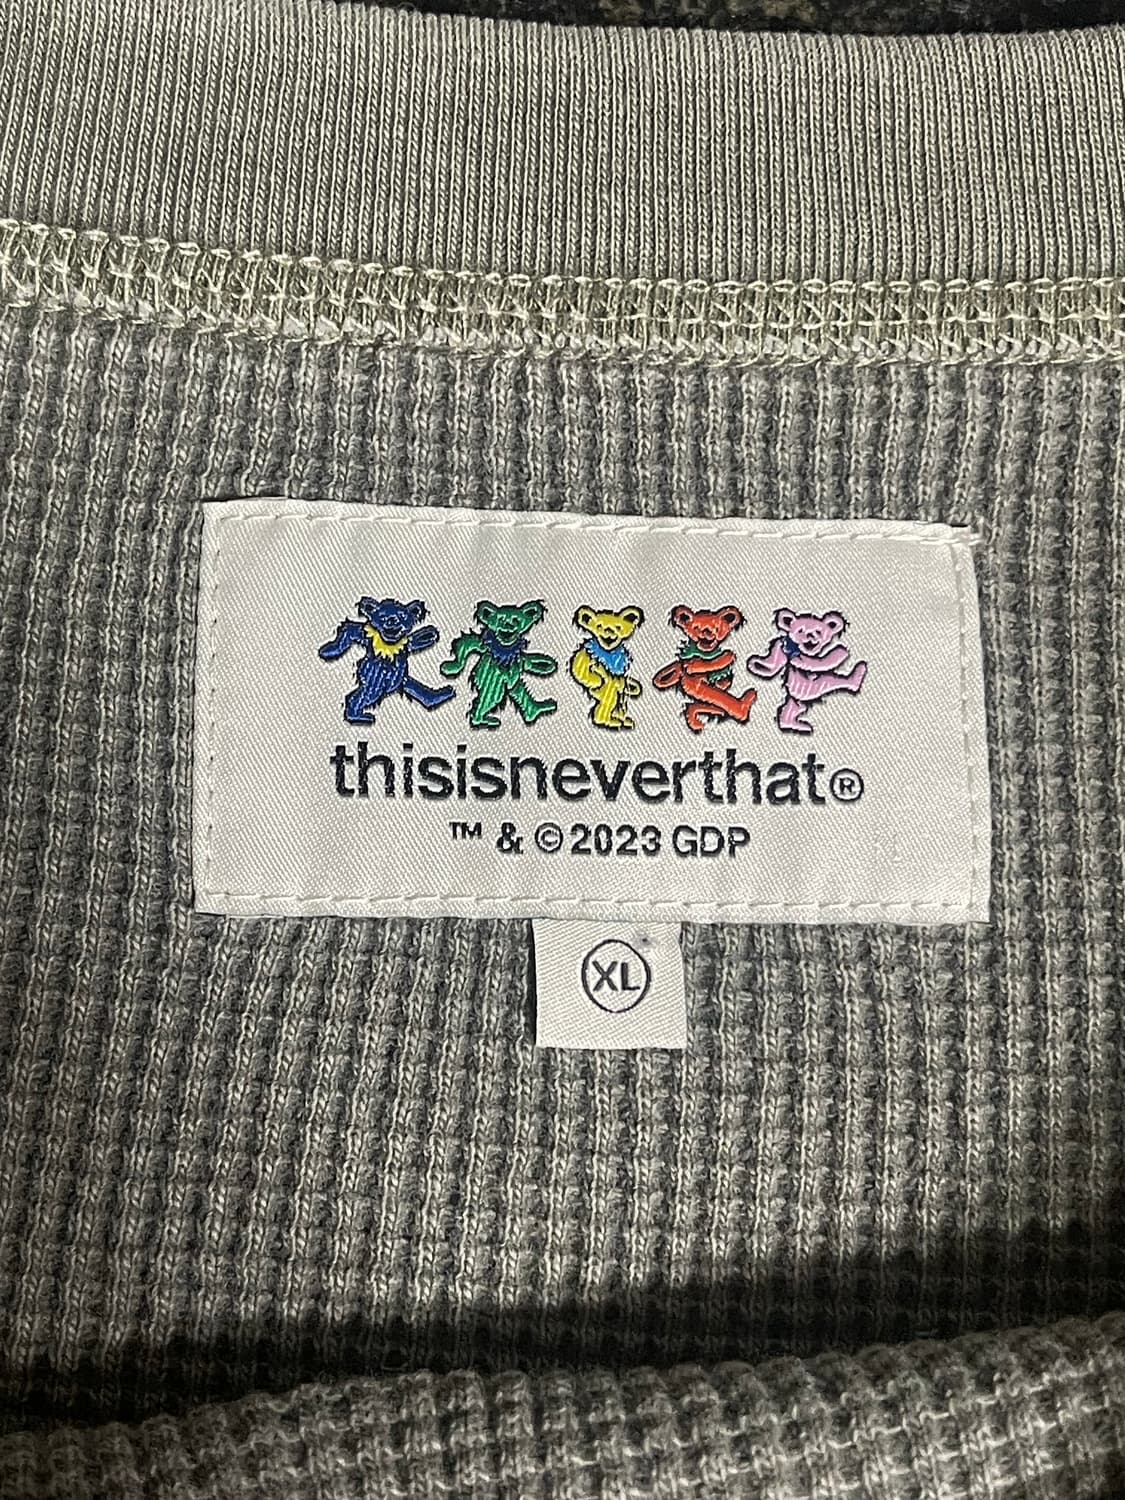 thisisneverthat®
™ & © 2023 GDP
XL